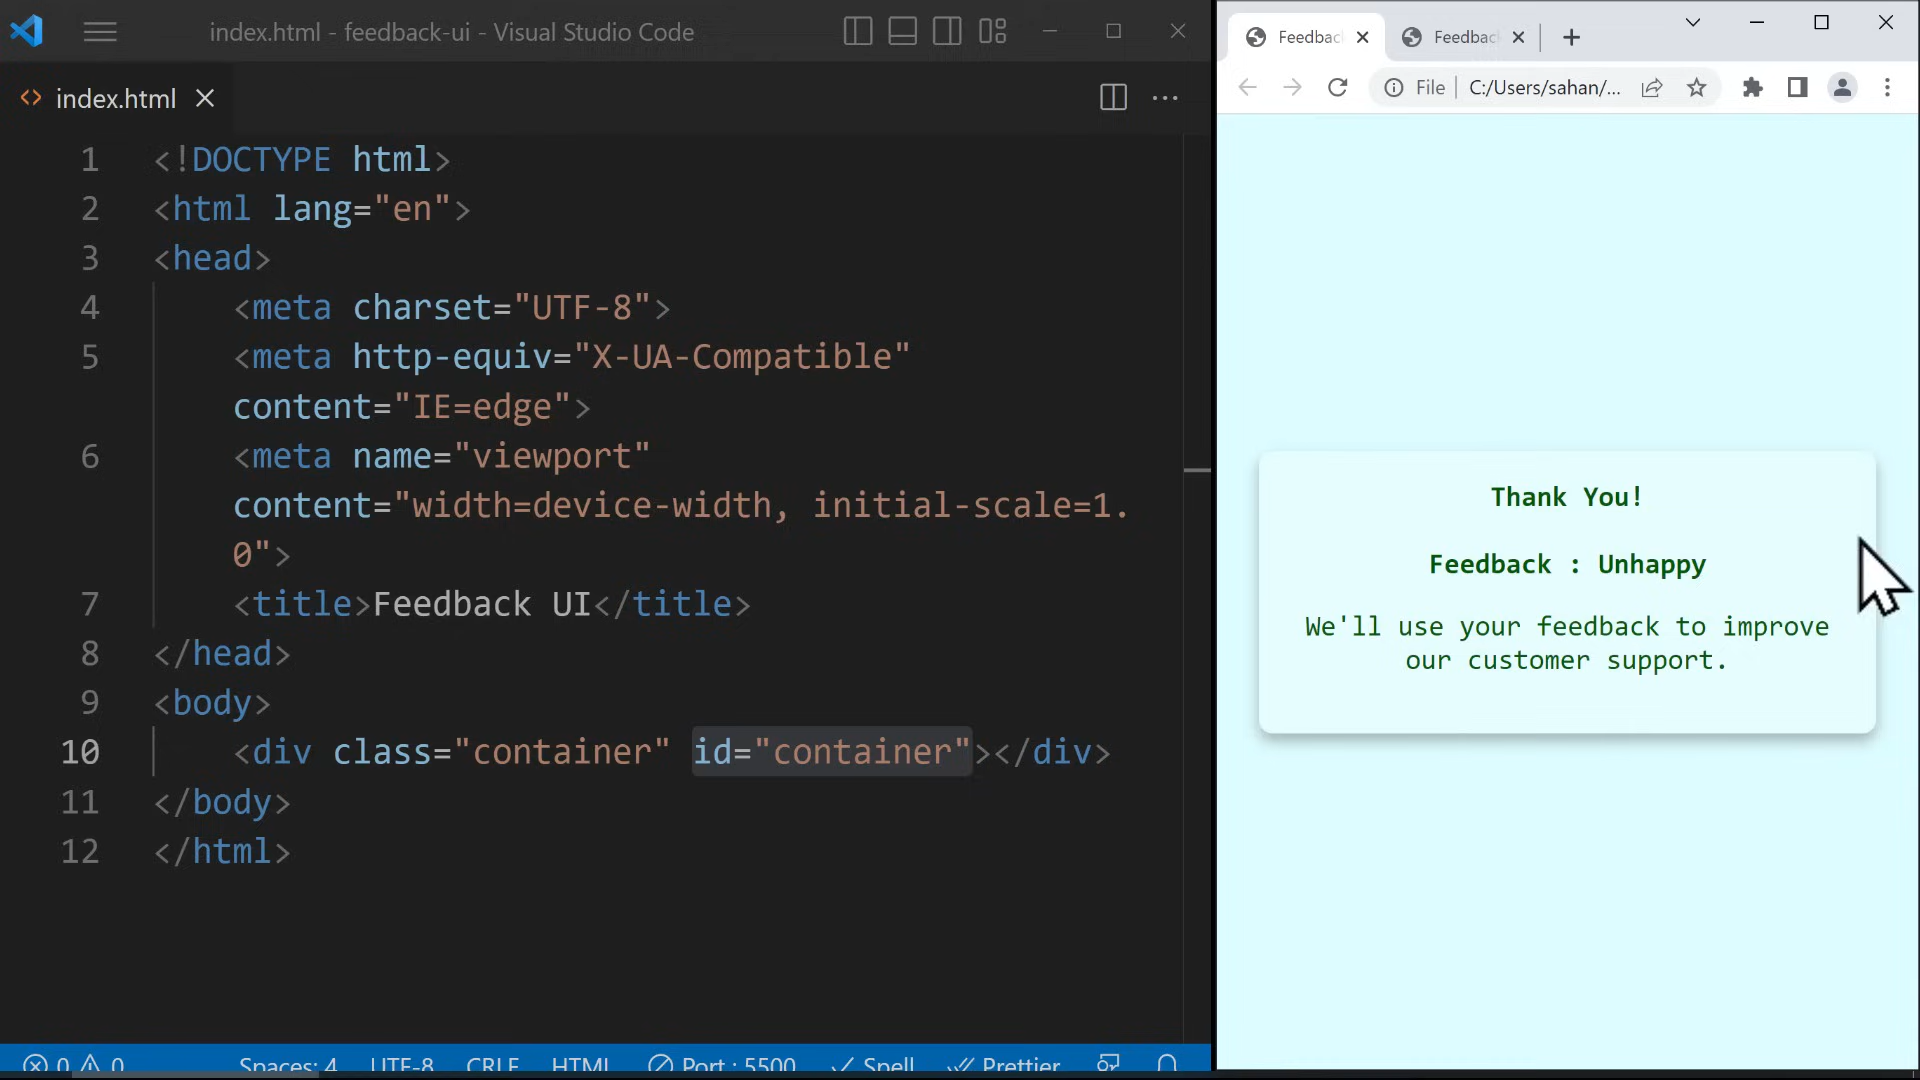 index.html - feedback-ui - Visual Studio Code
index.html
1 <!DOCTYPE html>
2 <html lang="en">
3 <head>
4 <meta charset="UTF-8">
5 <meta http-equiv="X-UA-Compatible"
content="IE=edge">
6 <meta name="viewport"
content="width=device-width, initial-scale=1.
0">
7 <title>Feedback UI</title>
8 </head>
9 <body>
10 <div class="container" id="container"></div>
11 </body>
12 </html>
0 0 Spaces: 4 UTF-8 CRLF HTML Port : 5500 Spell Prettier
Feedbac Feedbac
File C:/Users/sahan/...
Thank You!
Feedback : Unhappy
We'll use your feedback to improve
our customer support.